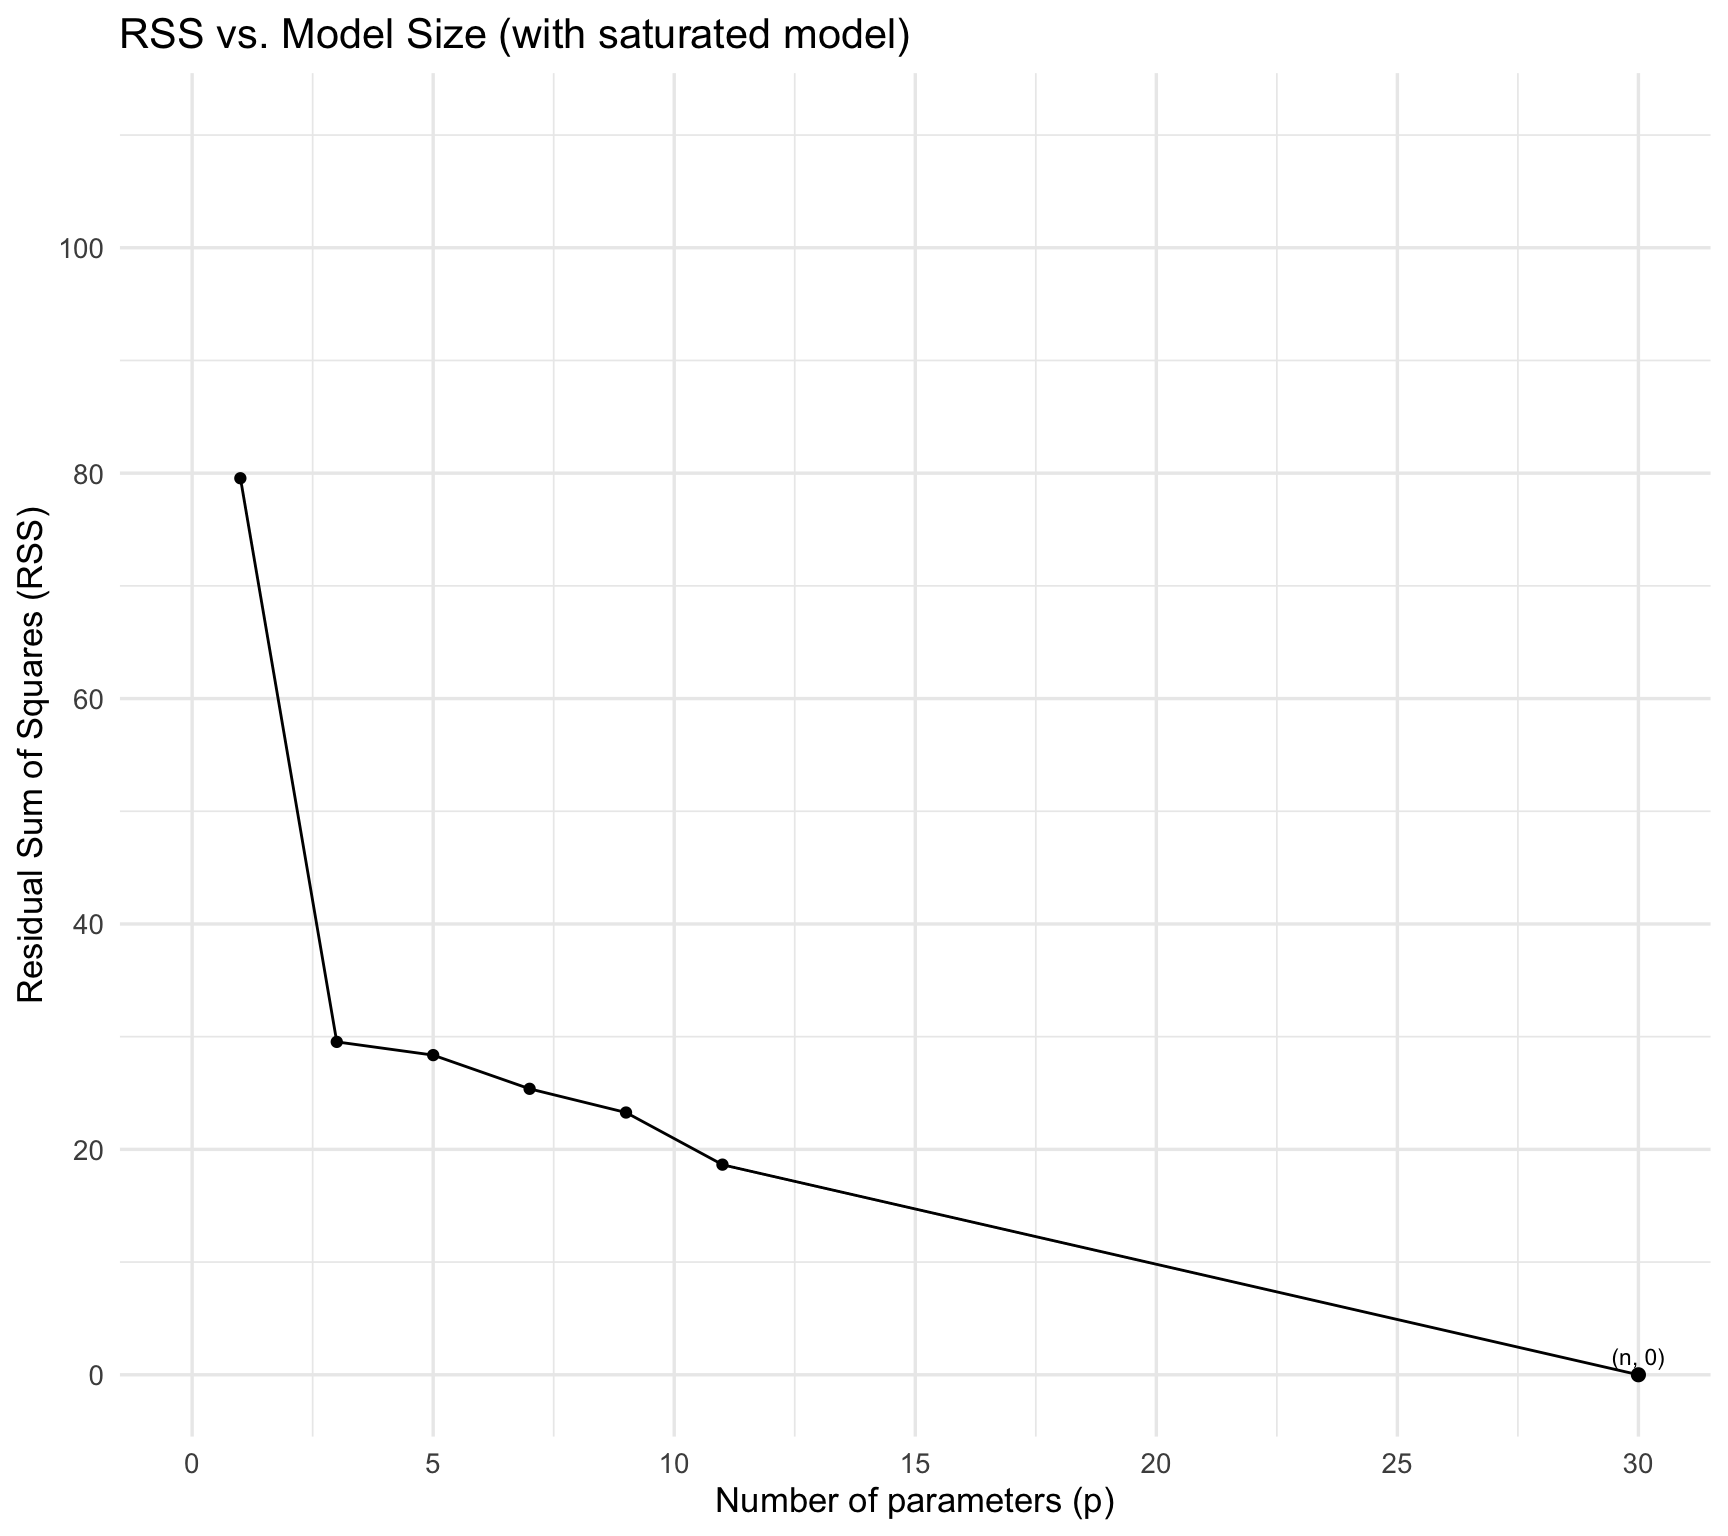 RSS vs. Model Size (with saturated model)
Residual Sum of Squares (RSS)
100
80
60
40
20
0
(n, 0)
0 5 10 15 20 25 30
Number of parameters (p)